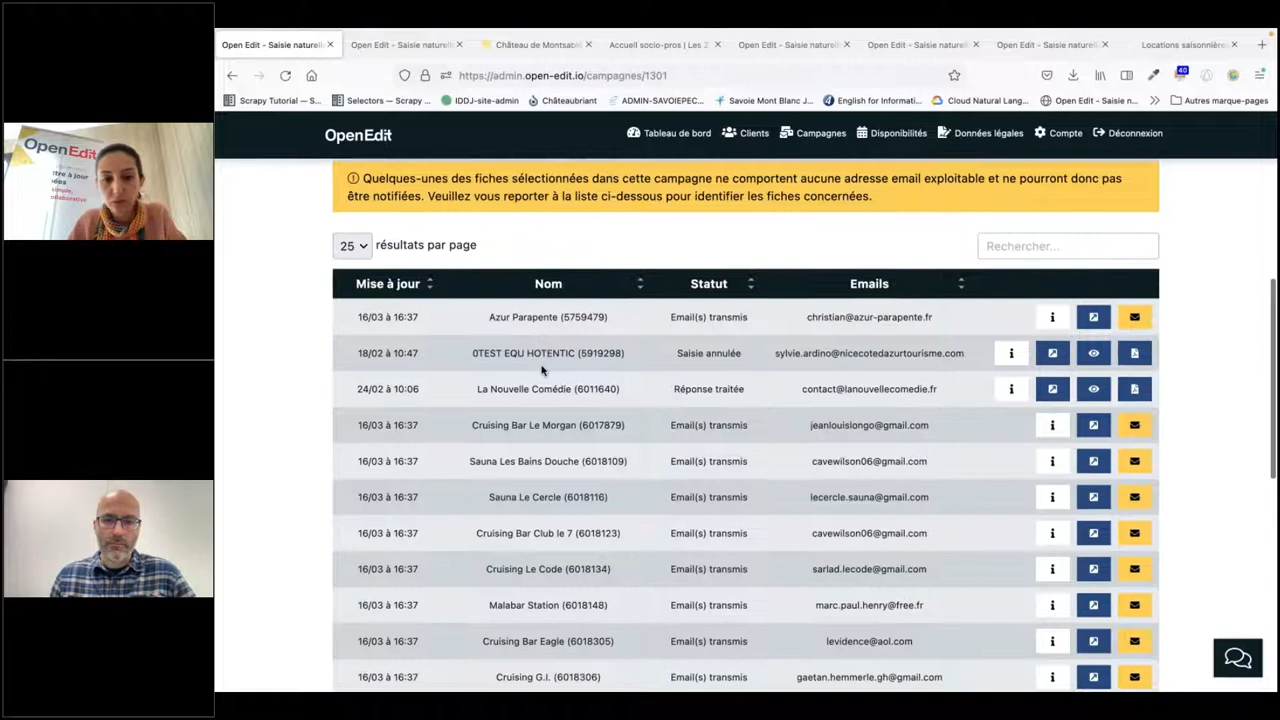 Open Edit - Saisie naturell
Open Edit - Saisie naturell
Château de Montsabl
Accueil socio-pros | Les 2
Open Edit - Saisie naturell
Open Edit - Saisie naturell
Open Edit - Saisie naturell
Locations saisonnières
https://admin.open-edit.io/campagnes/1301
40
Scrapy Tutorial — S...
Selectors — Scrapy ...
IDDJ-site-admin
Châteaubriant
ADMIN-SAVOIEPEC...
Savoie Mont Blanc J...
English for Informati...
Cloud Natural Lang...
Open Edit - Saisie n...
Autres marque-pages
OpenEdit
Tableau de bord
Clients
Campagnes
Disponibilités
Données légales
Compte
Déconnexion
Quelques-unes des fiches sélectionnées dans cette campagne ne comportent aucune adresse email exploitable et ne pourront donc pas
être notifiées. Veuillez vous reporter à la liste ci-dessous pour identifier les fiches concernées.
25 résultats par page
Rechercher...
Mise à jour Nom Statut Emails
16/03 à 16:37 Azur Parapente (5759479) Email(s) transmis christian@azur-parapente.fr
18/02 à 10:47 0TEST EQU HOTENTIC (5919298) Saisie annulée sylvie.ardino@nicecotedazurtourisme.com
24/02 à 10:06 La Nouvelle Comédie (6011640) Réponse traitée contact@lanouvellecomedie.fr
16/03 à 16:37 Cruising Bar Le Morgan (6017879) Email(s) transmis jeanlouislongo@gmail.com
16/03 à 16:37 Sauna Les Bains Douche (6018109) Email(s) transmis cavewilson06@gmail.com
16/03 à 16:37 Sauna Le Cercle (6018116) Email(s) transmis lecercle.sauna@gmail.com
16/03 à 16:37 Cruising Bar Club le 7 (6018123) Email(s) transmis cavewilson06@gmail.com
16/03 à 16:37 Cruising Le Code (6018134) Email(s) transmis sarlad.lecode@gmail.com
16/03 à 16:37 Malabar Station (6018148) Email(s) transmis marc.paul.henry@free.fr
16/03 à 16:37 Cruising Bar Eagle (6018305) Email(s) transmis levidence@aol.com
16/03 à 16:37 Cruising G.I. (6018306) Email(s) transmis gaetan.hemmerle.gh@gmail.com
OpenEdit